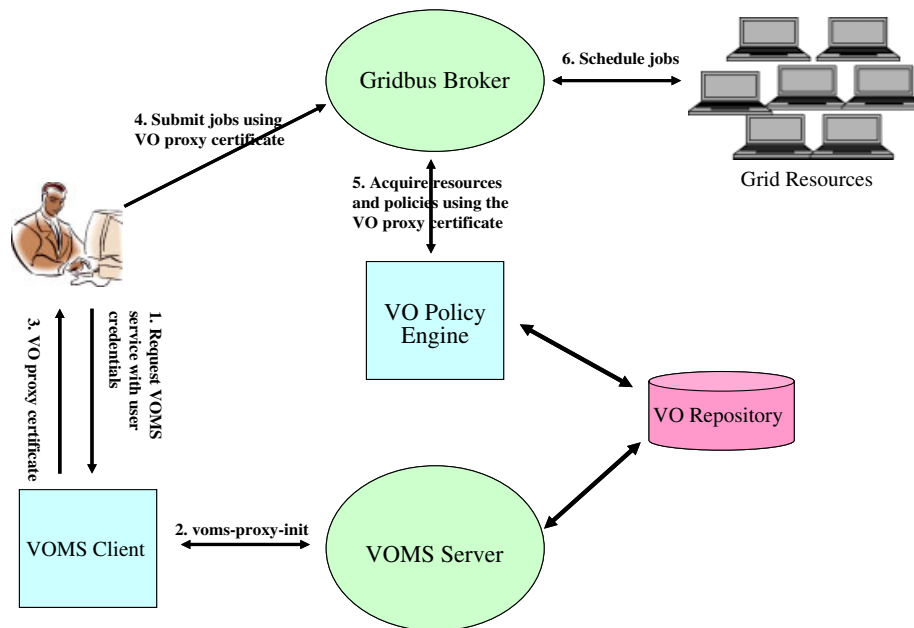 Gridbus Broker
6. Schedule jobs
Grid Resources
4. Submit jobs using
VO proxy certificate
5. Acquire resources
and policies using the
VO proxy certificate
VO Policy
Engine
1. Request VOMS
service with user
credentials
3. VO proxy certificate
VO Repository
VOMS Client
2. voms-proxy-init
VOMS Server